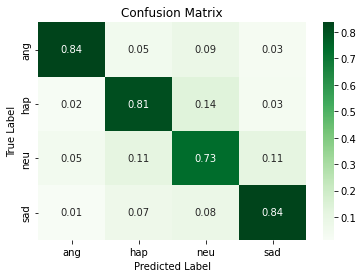 Confusion Matrix
ang 0.84 0.05 0.09 0.03
hap 0.02 0.81 0.14 0.03
neu 0.05 0.11 0.73 0.11
sad 0.01 0.07 0.08 0.84
ang hap neu sad
True Label
Predicted Label
0.8
0.7
0.6
0.5
0.4
0.3
0.2
0.1